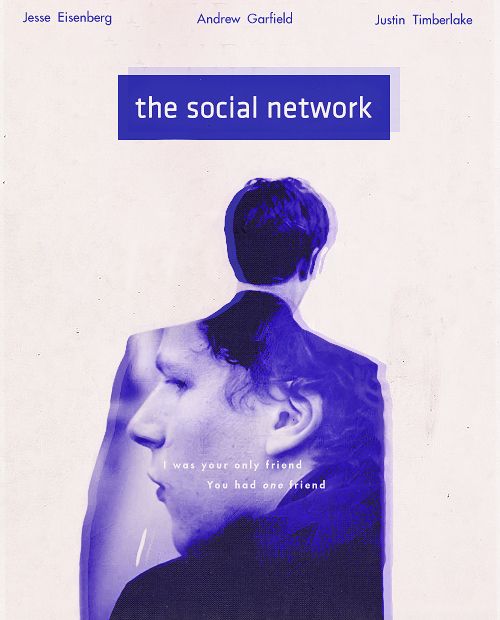 Jesse Eisenberg Andrew Garfield Justin Timberlake
the social network
I was your only friend
You had one friend